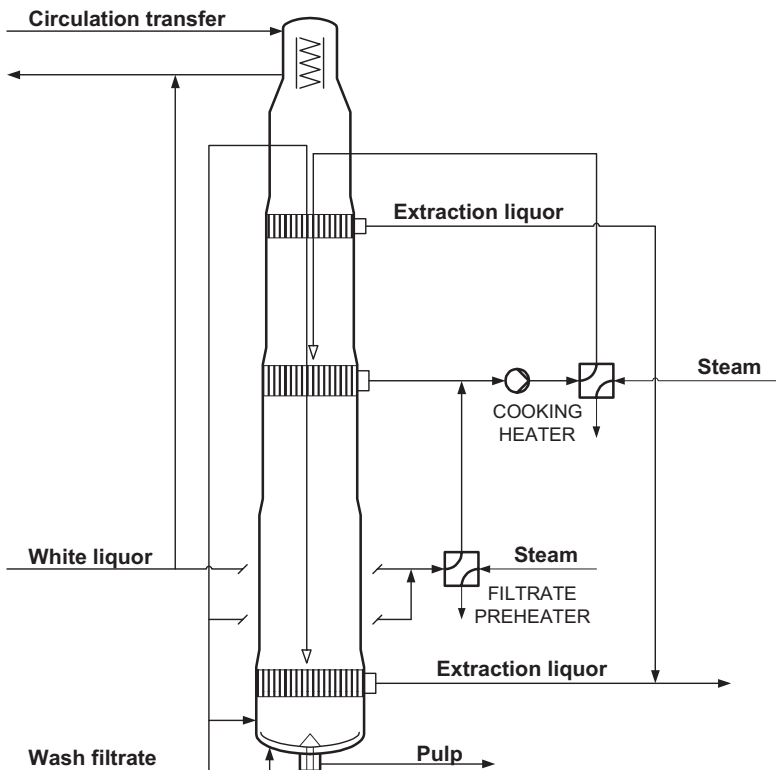 Circulation transfer
Extraction liquor
Steam
COOKING
HEATER
White liquor
Steam
FILTRATE
PREHEATER
Extraction liquor
Wash filtrate
Pulp